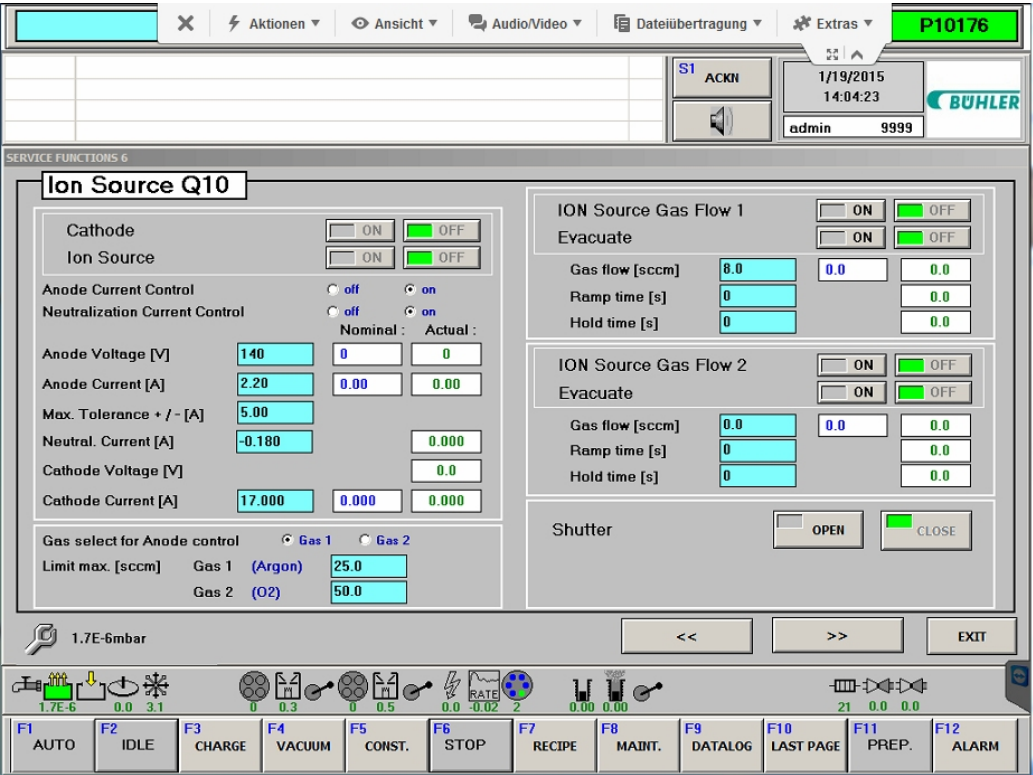 Aktionen Ansicht Audio/Video Dateiübertragung Extras P10176
S1 ACKN
1/19/2015
14:04:23
BÜHLER
admin 9999
SERVICE FUNCTIONS 6
Ion Source Q10
Cathode ON OFF
Ion Source ON OFF
Anode Current Control off on
Neutralization Current Control off on
Nominal : Actual :
Anode Voltage [V] 140 0 0
Anode Current [A] 2.20 0.00 0.00
Max. Tolerance + / - [A] 5.00
Neutral. Current [A] -0.180 0.000
Cathode Voltage [V] 0.0
Cathode Current [A] 17.000 0.000 0.000
Gas select for Anode control Gas 1 Gas 2
Limit max. [sccm] Gas 1 (Argon) 25.0
Gas 2 (O2) 50.0
ION Source Gas Flow 1 ON OFF
Evacuate ON OFF
Gas flow [sccm] 8.0 0.0 0.0
Ramp time [s] 0 0.0
Hold time [s] 0 0.0
ION Source Gas Flow 2 ON OFF
Evacuate ON OFF
Gas flow [sccm] 0.0 0.0 0.0
Ramp time [s] 0 0.0
Hold time [s] 0 0.0
Shutter OPEN CLOSE
1.7E-6mbar << >> EXIT
RATE
1.7E-6 0.0 3.1 0 0.3 0 0.5 0.0 -0.02 2 0.00 0.00 21 0.0 0.0
F1 AUTO F2 IDLE F3 CHARGE F4 VACUUM F5 CONST. F6 STOP F7 RECIPE F8 MAINT. F9 DATALOG F10 LAST PAGE F11 PREP. F12 ALARM